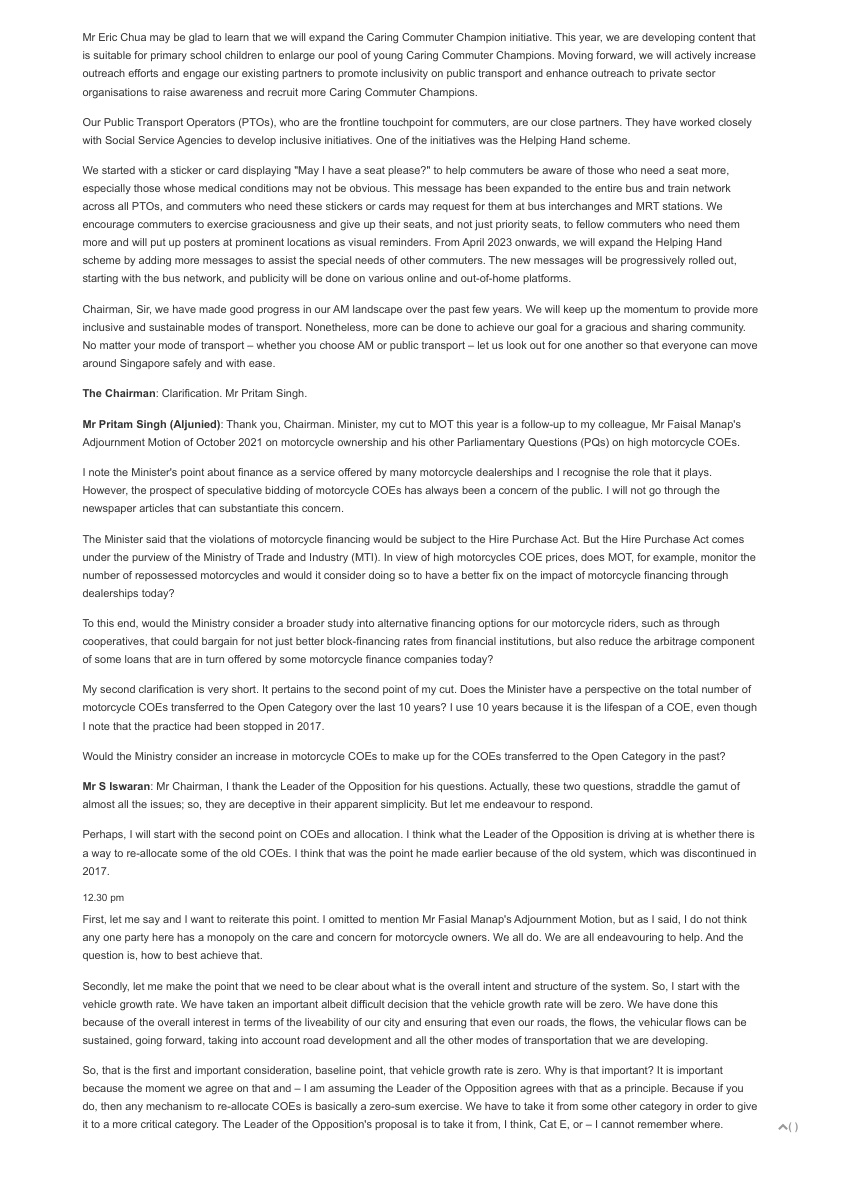 Mr Eric Chua may be glad to learn that we will expand the Caring Commuter Champion initiative. This year, we are developing content that
is suitable for primary school children to enlarge our pool of young Caring Commuter Champions. Moving forward, we will actively increase
outreach efforts and engage our existing partners to promote inclusivity on public transport and enhance outreach to private sector
organisations to raise awareness and recruit more Caring Commuter Champions.
Our Public Transport Operators (PTOs), who are the frontline touchpoint for commuters, are our close partners. They have worked closely
with Social Service Agencies to develop inclusive initiatives. One of the initiatives was the Helping Hand scheme.
We started with a sticker or card displaying "May I have a seat please?" to help commuters be aware of those who need a seat more,
especially those whose medical conditions may not be obvious. This message has been expanded to the entire bus and train network
across all PTOs, and commuters who need these stickers or cards may request for them at bus interchanges and MRT stations. We
encourage commuters to exercise graciousness and give up their seats, and not just priority seats, to fellow commuters who need them
more and will put up posters at prominent locations as visual reminders. From April 2023 onwards, we will expand the Helping Hand
scheme by adding more messages to assist the special needs of other commuters. The new messages will be progressively rolled out,
starting with the bus network, and publicity will be done on various online and out-of-home platforms.
Chairman, Sir, we have made good progress in our AM landscape over the past few years. We will keep up the momentum to provide more
inclusive and sustainable modes of transport. Nonetheless, more can be done to achieve our goal for a gracious and sharing community.
No matter your mode of transport – whether you choose AM or public transport – let us look out for one another so that everyone can move
around Singapore safely and with ease.
The Chairman: Clarification. Mr Pritam Singh.
Mr Pritam Singh (Aljunied): Thank you, Chairman. Minister, my cut to MOT this year is a follow-up to my colleague, Mr Faisal Manap's
Adjournment Motion of October 2021 on motorcycle ownership and his other Parliamentary Questions (PQs) on high motorcycle COEs.
I note the Minister's point about finance as a service offered by many motorcycle dealerships and I recognise the role that it plays.
However, the prospect of speculative bidding of motorcycle COEs has always been a concern of the public. I will not go through the
newspaper articles that can substantiate this concern.
The Minister said that the violations of motorcycle financing would be subject to the Hire Purchase Act. But the Hire Purchase Act comes
under the purview of the Ministry of Trade and Industry (MTI). In view of high motorcycles COE prices, does MOT, for example, monitor the
number of repossessed motorcycles and would it consider doing so to have a better fix on the impact of motorcycle financing through
dealerships today?
To this end, would the Ministry consider a broader study into alternative financing options for our motorcycle riders, such as through
cooperatives, that could bargain for not just better block-financing rates from financial institutions, but also reduce the arbitrage component
of some loans that are in turn offered by some motorcycle finance companies today?
My second clarification is very short. It pertains to the second point of my cut. Does the Minister have a perspective on the total number of
motorcycle COEs transferred to the Open Category over the last 10 years? I use 10 years because it is the lifespan of a COE, even though
I note that the practice had been stopped in 2017.
Would the Ministry consider an increase in motorcycle COEs to make up for the COEs transferred to the Open Category in the past?
Mr S Iswaran: Mr Chairman, I thank the Leader of the Opposition for his questions. Actually, these two questions, straddle the gamut of
almost all the issues; so, they are deceptive in their apparent simplicity. But let me endeavour to respond.
Perhaps, I will start with the second point on COEs and allocation. I think what the Leader of the Opposition is driving at is whether there is
a way to re-allocate some of the old COEs. I think that was the point he made earlier because of the old system, which was discontinued in
2017.
12.30 pm
First, let me say and I want to reiterate this point. I omitted to mention Mr Fasial Manap's Adjournment Motion, but as I said, I do not think
any one party here has a monopoly on the care and concern for motorcycle owners. We all do. We are all endeavouring to help. And the
question is, how to best achieve that.
Secondly, let me make the point that we need to be clear about what is the overall intent and structure of the system. So, I start with the
vehicle growth rate. We have taken an important albeit difficult decision that the vehicle growth rate will be zero. We have done this
because of the overall interest in terms of the liveability of our city and ensuring that even our roads, the flows, the vehicular flows can be
sustained, going forward, taking into account road development and all the other modes of transportation that we are developing.
So, that is the first and important consideration, baseline point, that vehicle growth rate is zero. Why is that important? It is important
because the moment we agree on that and – I am assuming the Leader of the Opposition agrees with that as a principle. Because if you
do, then any mechanism to re-allocate COEs is basically a zero-sum exercise. We have to take it from some other category in order to give
it to a more critical category. The Leader of the Opposition's proposal is to take it from, I think, Cat E, or – I cannot remember where.
( )